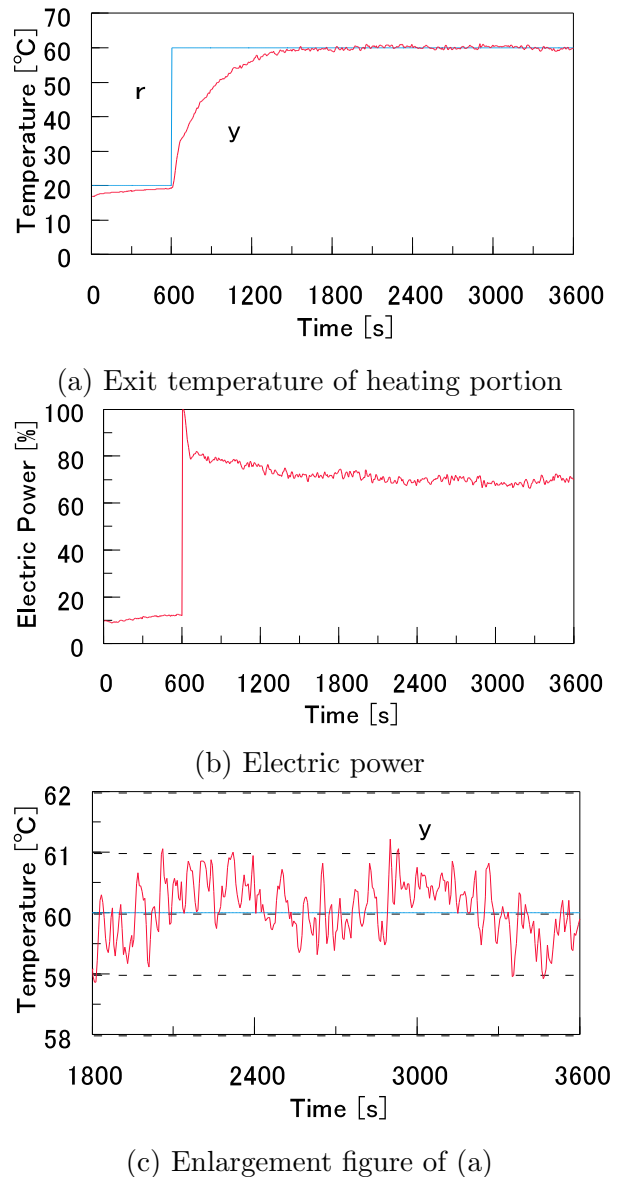 70
60
50
40
30
20
10
0
Temperature [℃]
r
y
0 600 1200 1800 2400 3000 3600
Time [s]
(a) Exit temperature of heating portion
100
80
60
40
20
0
Electric Power [%]
0 600 1200 1800 2400 3000 3600
Time [s]
(b) Electric power
62
61
60
59
58
Temperature [℃]
y
1800 2400 3000 3600
Time [s]
(c) Enlargement figure of (a)